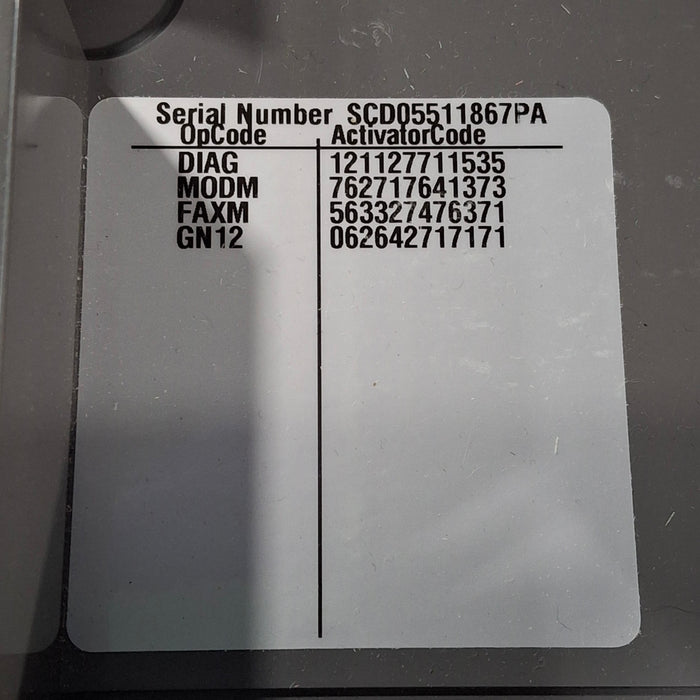 Serial Number SCD05511867PA
OpCode ActivatorCode
DIAG 121127711535
MODM 762717641373
FAXM 563327476371
GN12 062642717171